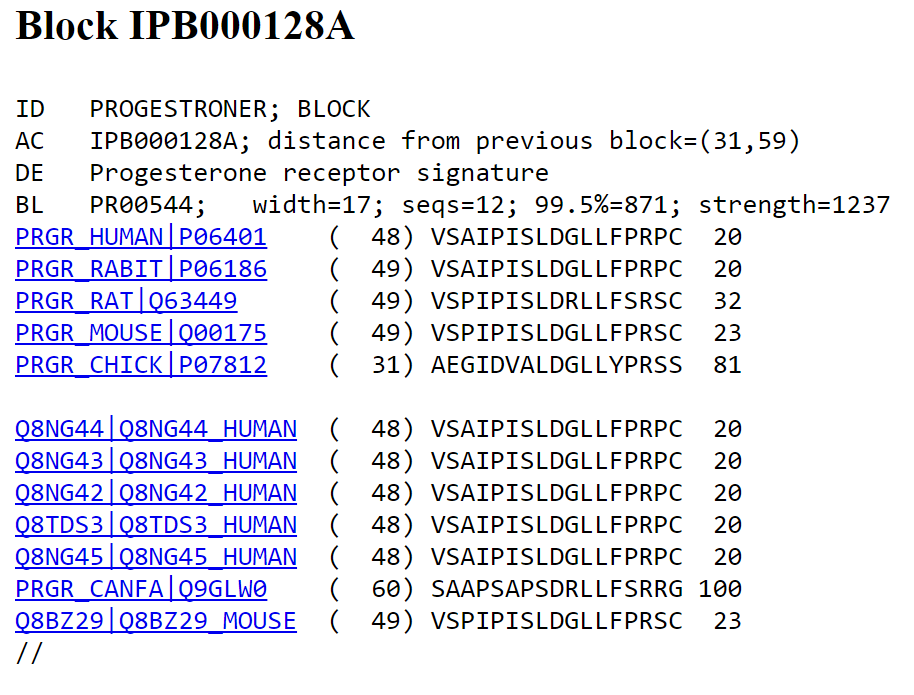 Block IPB000128A
ID   PROGESTRONER; BLOCK
AC   IPB000128A; distance from previous block=(31,59)
DE   Progesterone receptor signature
BL   PR00544;   width=17; seqs=12; 99.5%=871; strength=1237
PRGR_HUMAN|P06401    (  48) VSAIPISLDGLLFPRPC  20
PRGR_RABIT|P06186    (  49) VSAIPISLDGLLFPRPC  20
PRGR_RAT|Q63449      (  49) VSPIPISLDRLLFSRSC  32
PRGR_MOUSE|Q00175    (  49) VSPIPISLDGLLFPRSC  23
PRGR_CHICK|P07812    (  31) AEGIDVALDGLLYPRSS  81
Q8NG44|Q8NG44_HUMAN  (  48) VSAIPISLDGLLFPRPC  20
Q8NG43|Q8NG43_HUMAN  (  48) VSAIPISLDGLLFPRPC  20
Q8NG42|Q8NG42_HUMAN  (  48) VSAIPISLDGLLFPRPC  20
Q8TDS3|Q8TDS3_HUMAN  (  48) VSAIPISLDGLLFPRPC  20
Q8NG45|Q8NG45_HUMAN  (  48) VSAIPISLDGLLFPRPC  20
PRGR_CANFA|Q9GLW0    (  60) SAAPSAPSDRLLFSRRG 100
Q8BZ29|Q8BZ29_MOUSE  (  49) VSPIPISLDGLLFPRSC  23
//